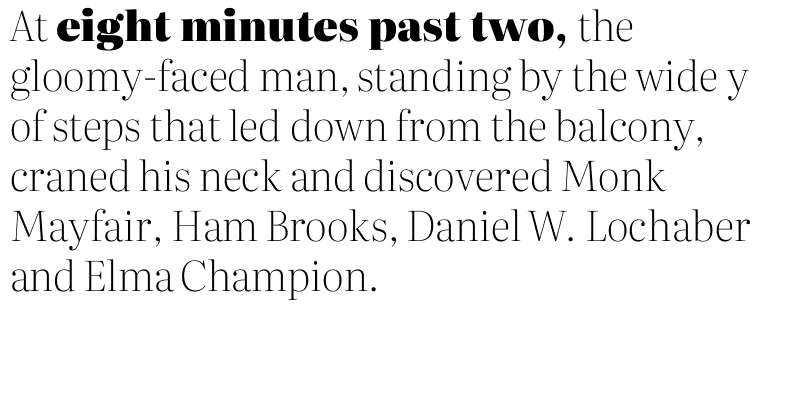 At eight minutes past two, the
gloomy-faced man, standing by the wide y
of steps that led down from the balcony,
craned his neck and discovered Monk
Mayfair, Ham Brooks, Daniel W. Lochaber
and Elma Champion.